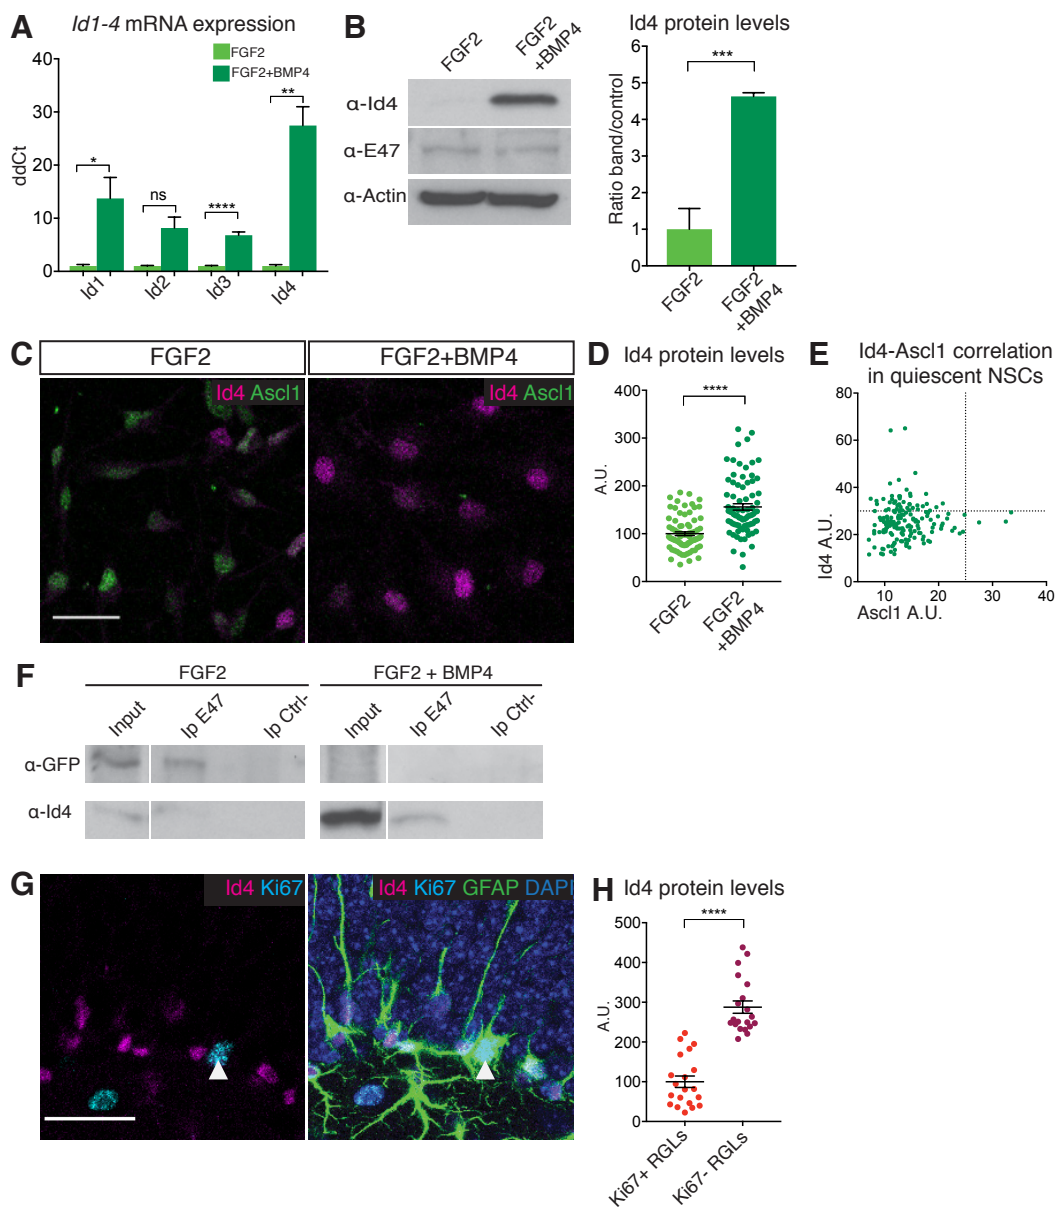 A
Id1-4 mRNA expression
FGF2
FGF2+BMP4
40
30
20
10
0
ddCt
*
ns
****
**
Id1
Id2
Id3
Id4
B
FGF2
FGF2
+BMP4
α-Id4
α-E47
α-Actin
Id4 protein levels
6
5
4
3
2
1
0
Ratio band/control
***
FGF2
FGF2
+BMP4
C
FGF2
FGF2+BMP4
Id4 Ascl1
Id4 Ascl1
D
Id4 protein levels
400
300
200
100
0
A.U.
****
FGF2
FGF2
+BMP4
E
Id4-Ascl1 correlation
in quiescent NSCs
80
60
40
20
0
Id4 A.U.
0
10
20
30
40
Ascl1 A.U.
F
FGF2
FGF2 + BMP4
Input
Ip E47
Ip Ctrl-
Input
Ip E47
Ip Ctrl-
α-GFP
α-Id4
G
Id4 Ki67
Id4 Ki67 GFAP DAPI
H
Id4 protein levels
500
400
300
200
100
0
A.U.
****
Ki67+ RGLs
Ki67- RGLs